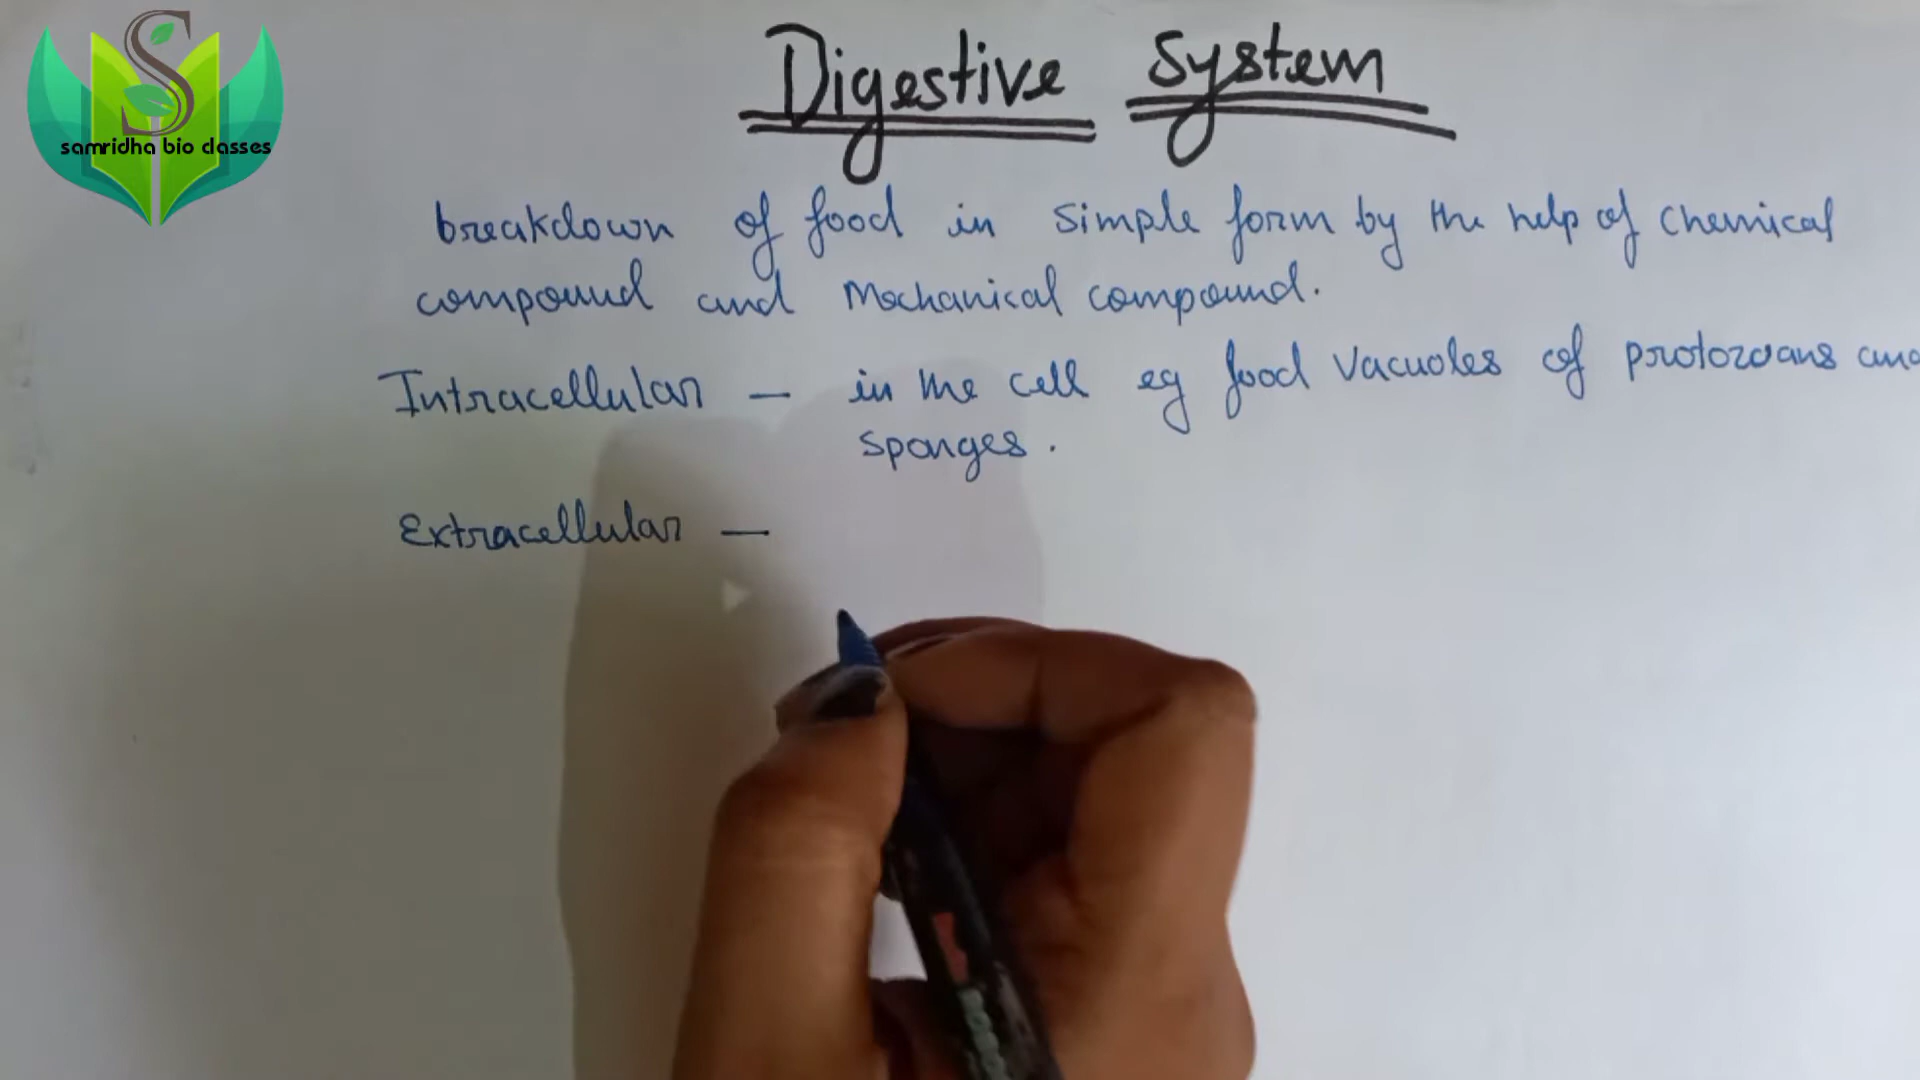 S
samridha bio classes
Digestive System
breakdown of food in simple form by the help of chemical
compound and Mechanical compound.
Intracellular – in the cell eg food vacuoles of protozoans and
sponges.
Extracellular –